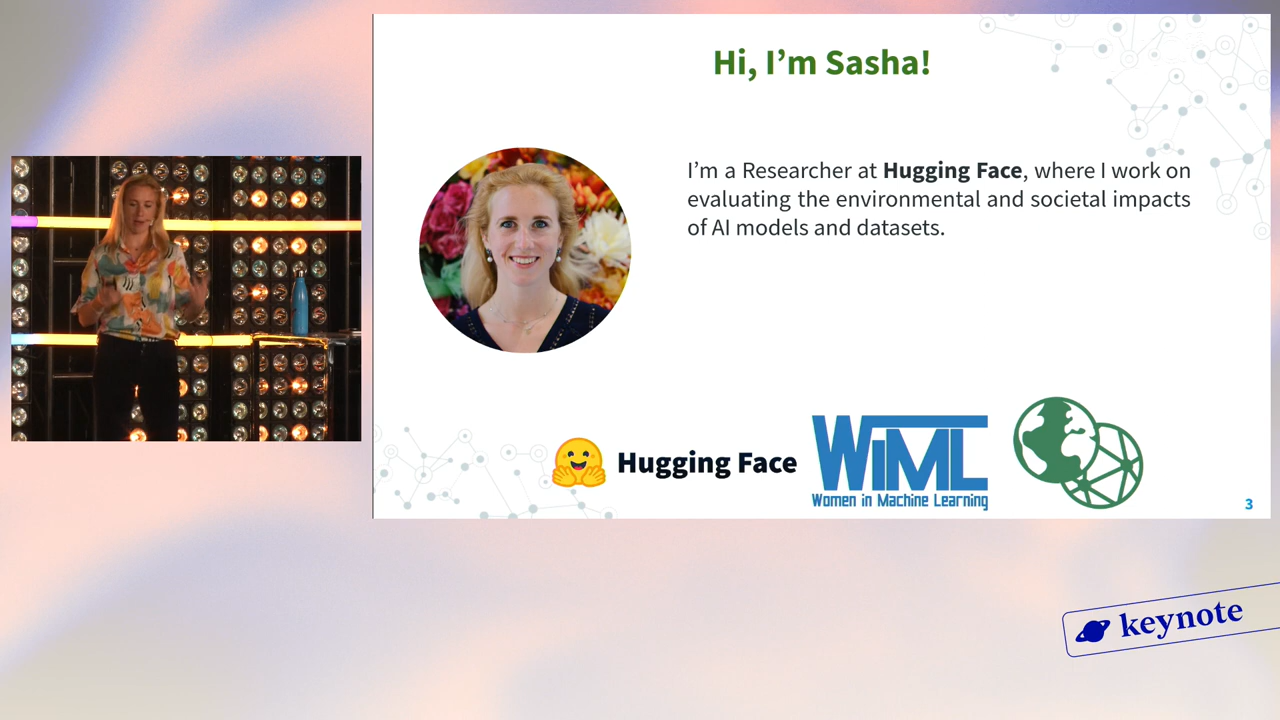 Hi, I’m Sasha!
I’m a Researcher at Hugging Face, where I work on
evaluating the environmental and societal impacts
of AI models and datasets.
Hugging Face
WiML
Women in Machine Learning
3
keynote